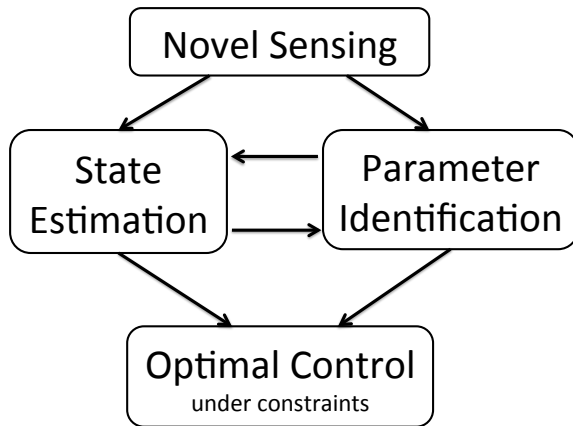 Novel Sensing
State
Estimation
Parameter
Identification
Optimal Control
under constraints